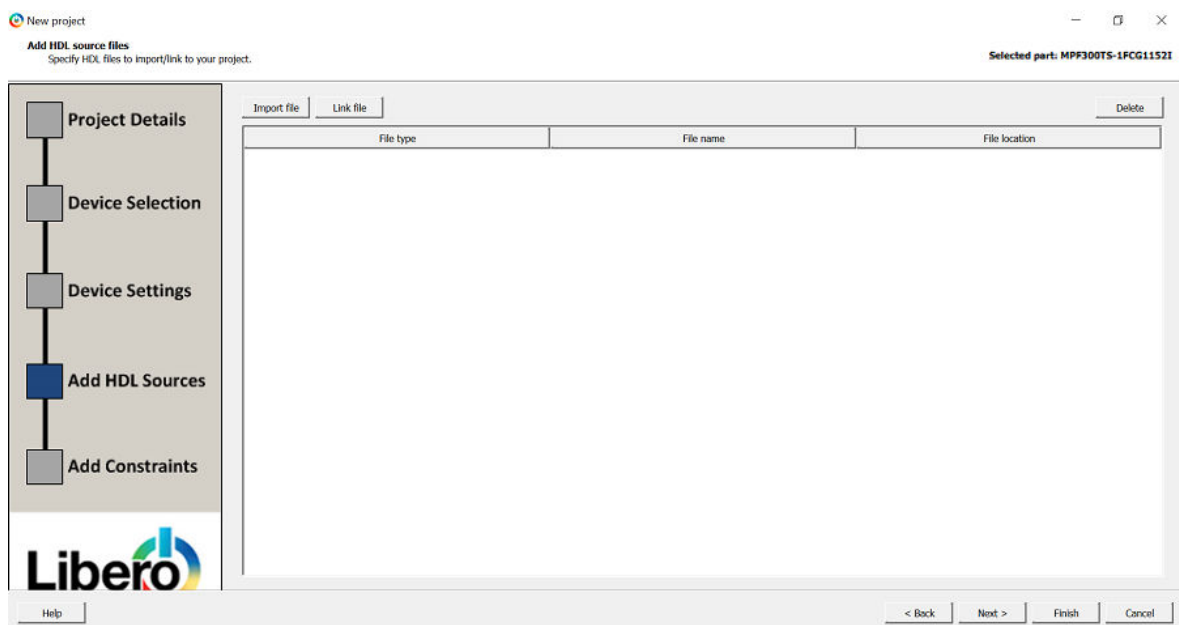 New project
Add HDL source files
Specify HDL files to import/link to your project.
Selected part: MPF300TS-1FCG1152I
Project Details
Device Selection
Device Settings
Add HDL Sources
Add Constraints
Libero
Import file Link file Delete
File type File name File location
Help < Back Next > Finish Cancel